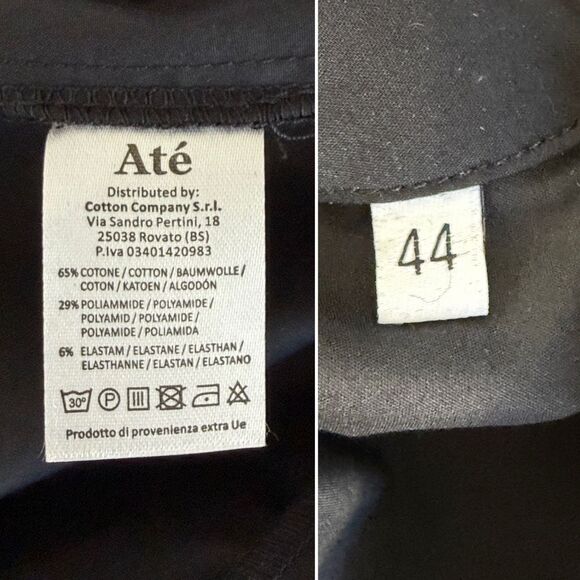 Até
Distributed by:
Cotton Company S.r.l.
Via Sandro Pertini, 18
25038 Rovato (BS)
P.Iva 03401420983
65% COTONE / COTTON / BAUMWOLLE /
COTON / KATOEN / ALGODÓN
29% POLIAMMIDE / POLYAMIDE /
POLYAMID / POLYAMIDE /
POLYAMIDE / POLIAMIDA
6% ELASTAM / ELASTANE / ELASTHAN /
ELASTHANNE / ELASTAN / ELASTANO
30° P
Prodotto di provenienza extra Ue
44